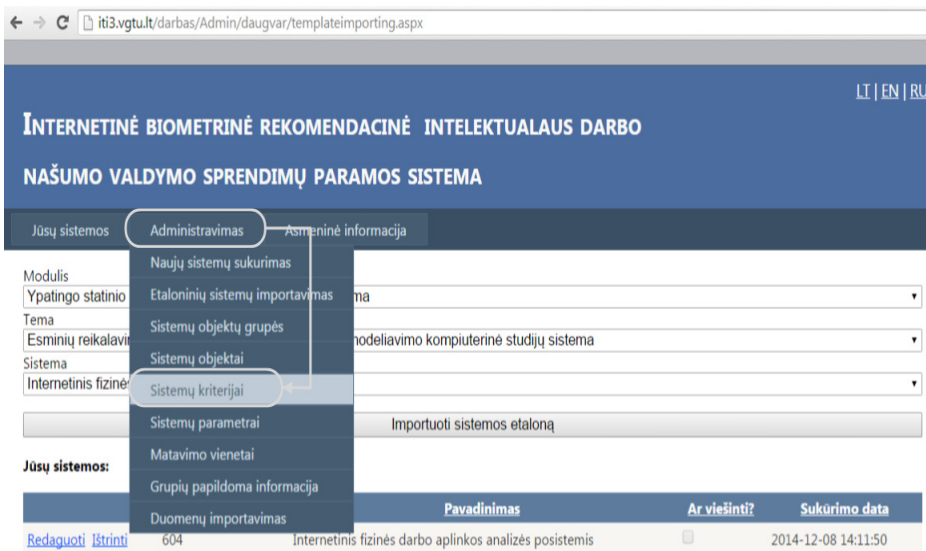 iti3.vgtu.lt/darbas/Admin/daugvar/templateimporting.aspx
LT | EN | RU
INTERNETINĖ BIOMETRINĖ REKOMENDACINĖ INTELEKTUALAUS DARBO
NAŠUMO VALDYMO SPRENDIMŲ PARAMOS SISTEMA
Jūsų sistemos Administravimas Asmeninė informacija
Naujų sistemų sukurimas
Modulis
Ypatingo statinio Etaloninių sistemų importavimas ma
Tema
Sistemų objektų grupės
Esminių reikalavi modeliavimo kompiuterinė studijų sistema
Sistema
Sistemų objektai
Internetinis fizinė Sistemų kriterijai
Sistemų parametrai Importuoti sistemos etaloną
Matavimo vienetai
Jūsų sistemos:
Grupių papildoma informacija
Duomenų importavimas Pavadinimas Ar viešinti? Sukūrimo data
Redaguoti Ištrinti 604 Internetinis fizinės darbo aplinkos analizės posistemis 2014-12-08 14:11:50